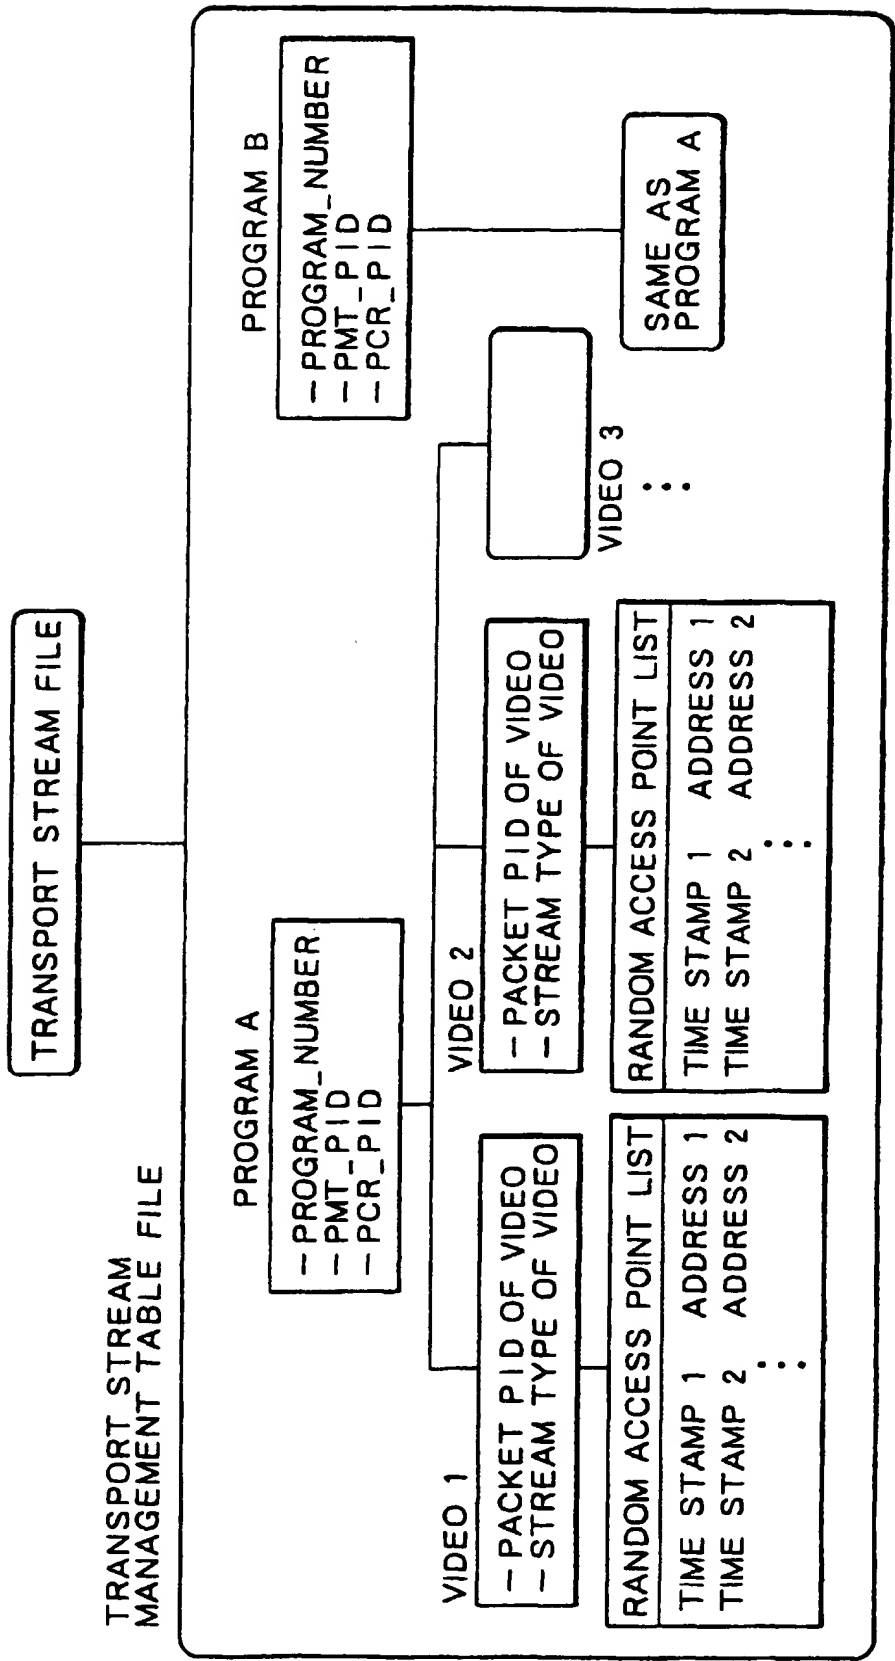 TRANSPORT STREAM FILE
TRANSPORT STREAM
MANAGEMENT TABLE FILE
PROGRAM A
—PROGRAM_NUMBER
—PMT_PID
—PCR_PID
PROGRAM B
—PROGRAM_NUMBER
—PMT_PID
—PCR_PID
VIDEO 1
—PACKET PID OF VIDEO
—STREAM TYPE OF VIDEO
RANDOM ACCESS POINT LIST
TIME STAMP 1 ADDRESS 1
TIME STAMP 2 ADDRESS 2
⋮
VIDEO 2
—PACKET PID OF VIDEO
—STREAM TYPE OF VIDEO
RANDOM ACCESS POINT LIST
TIME STAMP 1 ADDRESS 1
TIME STAMP 2 ADDRESS 2
⋮
VIDEO 3
⋮
SAME AS
PROGRAM A